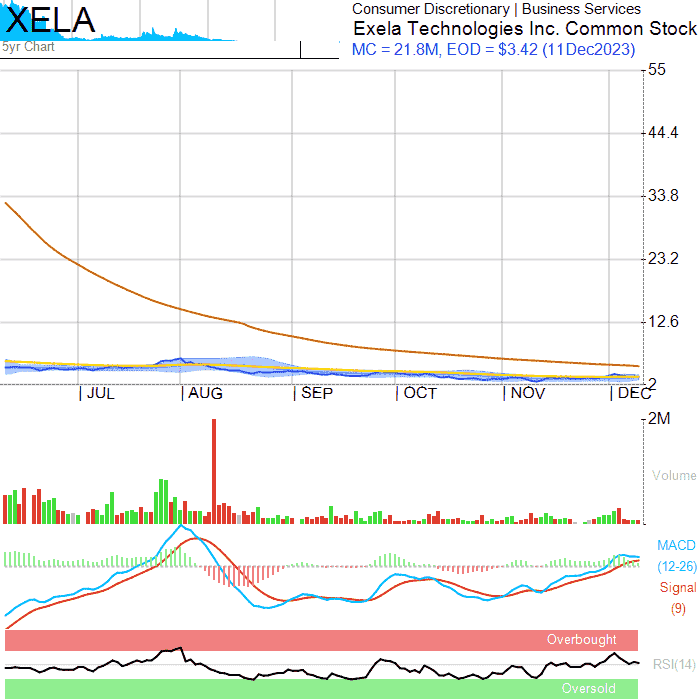 XELA
5yr Chart
Consumer Discretionary | Business Services
Exela Technologies Inc. Common Stock
MC = 21.8M, EOD = $3.42 (11Dec2023)
55
44.4
33.8
23.2
12.6
2
JUL AUG SEP OCT NOV DEC
2M
Volume
MACD
(12-26)
Signal
(9)
Overbought
RSI(14)
Oversold